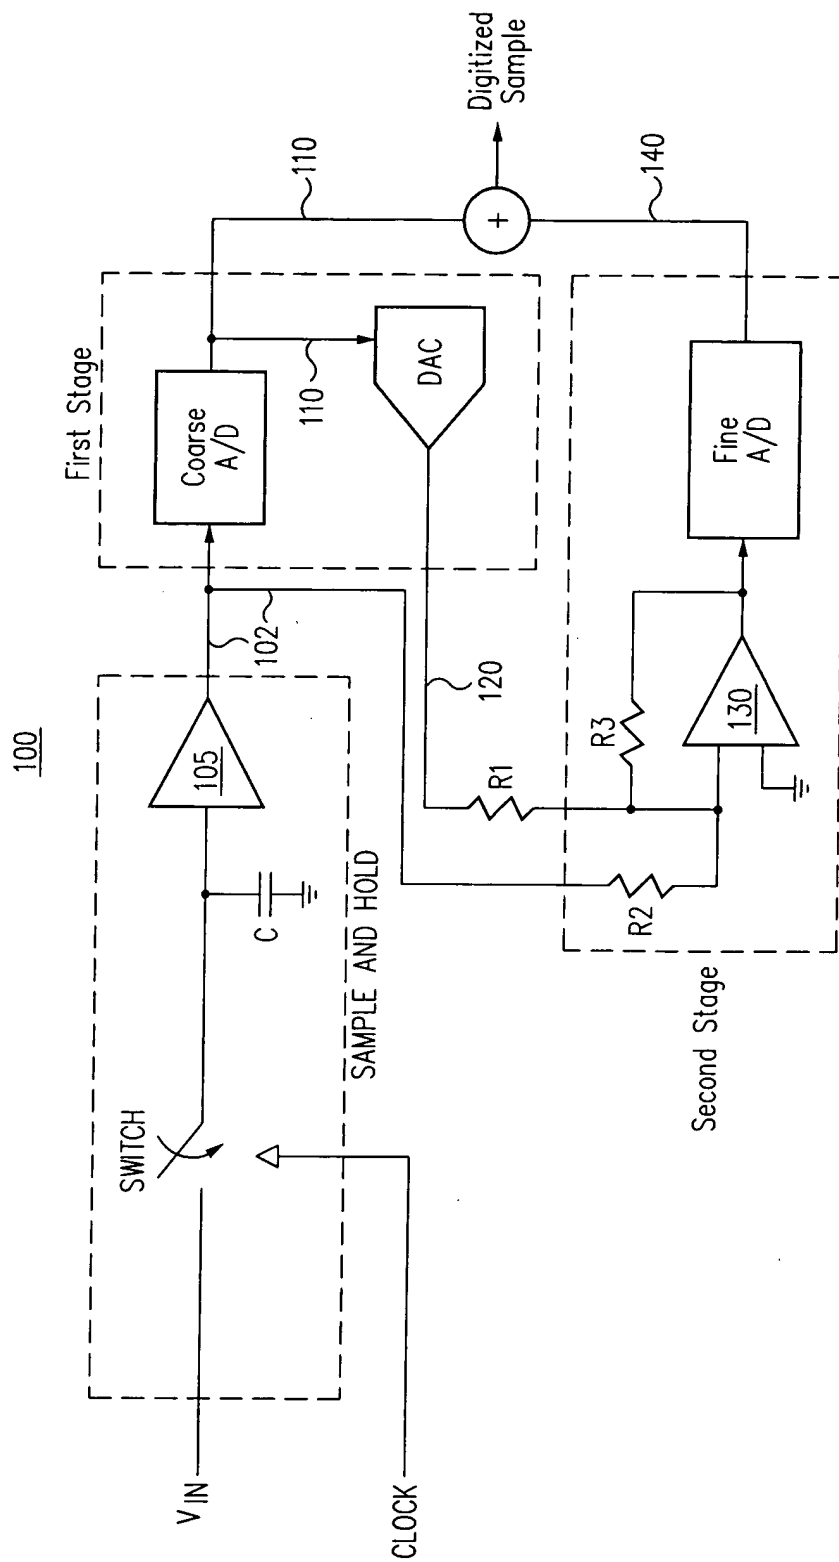 100
V IN
CLOCK
SWITCH
C
105
SAMPLE AND HOLD
102
First Stage
Coarse
A/D
110
110
DAC
120
R1
R2
R3
130
Second Stage
Fine
A/D
140
+
Digitized
Sample